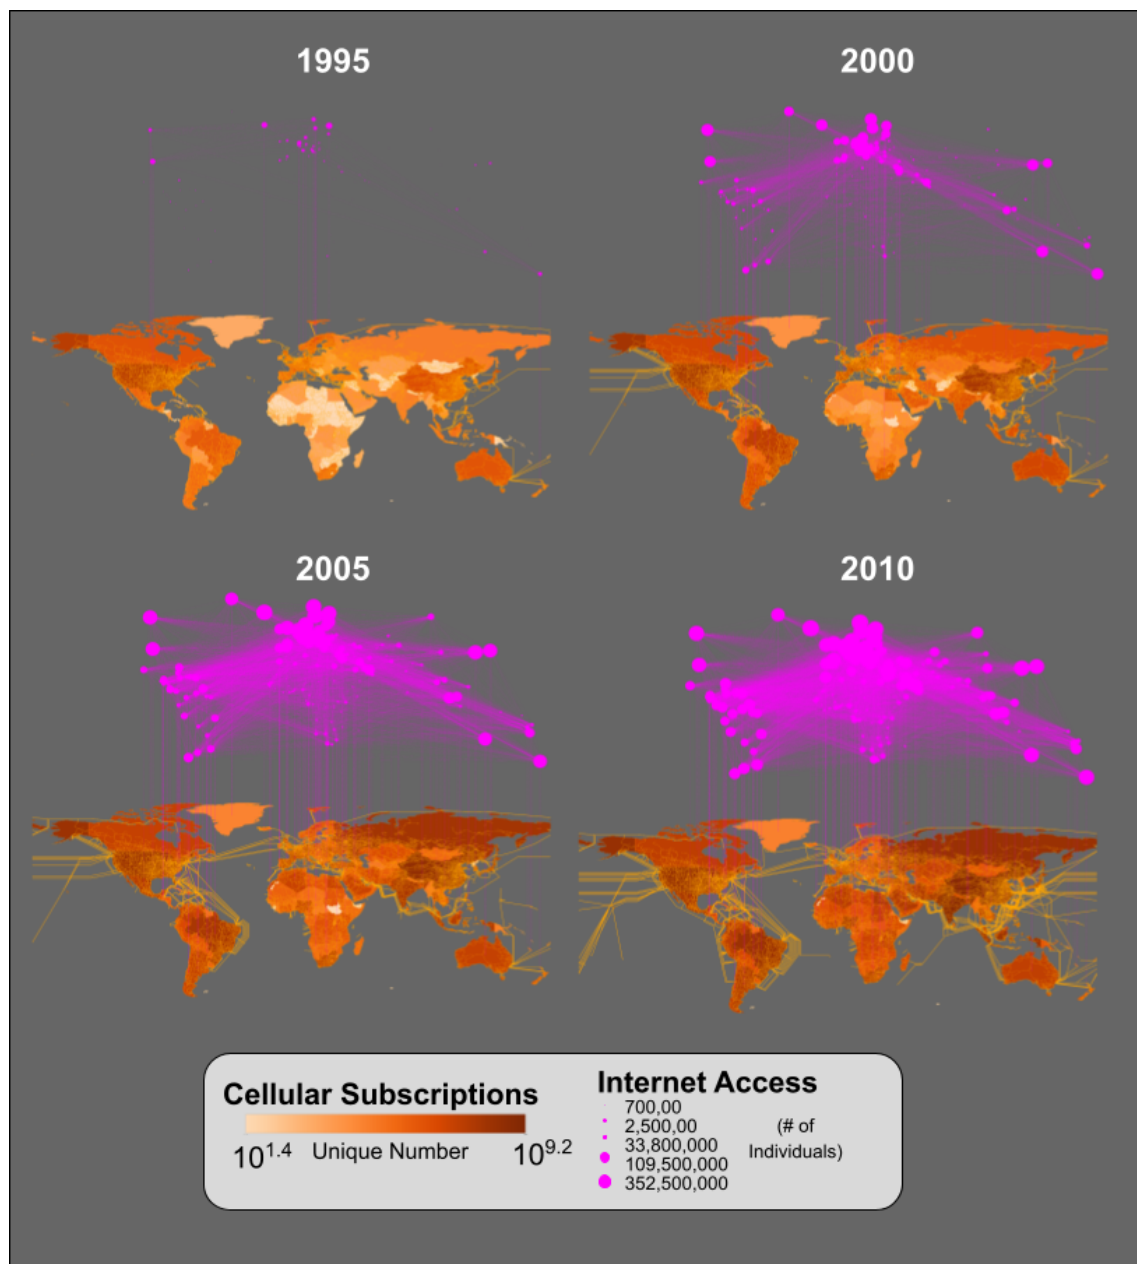 1995
2000
2005
2010
Cellular Subscriptions
10^1.4 Unique Number 10^9.2
Internet Access
700,00
2,500,00
33,800,000
109,500,000
352,500,000
(# of
Individuals)